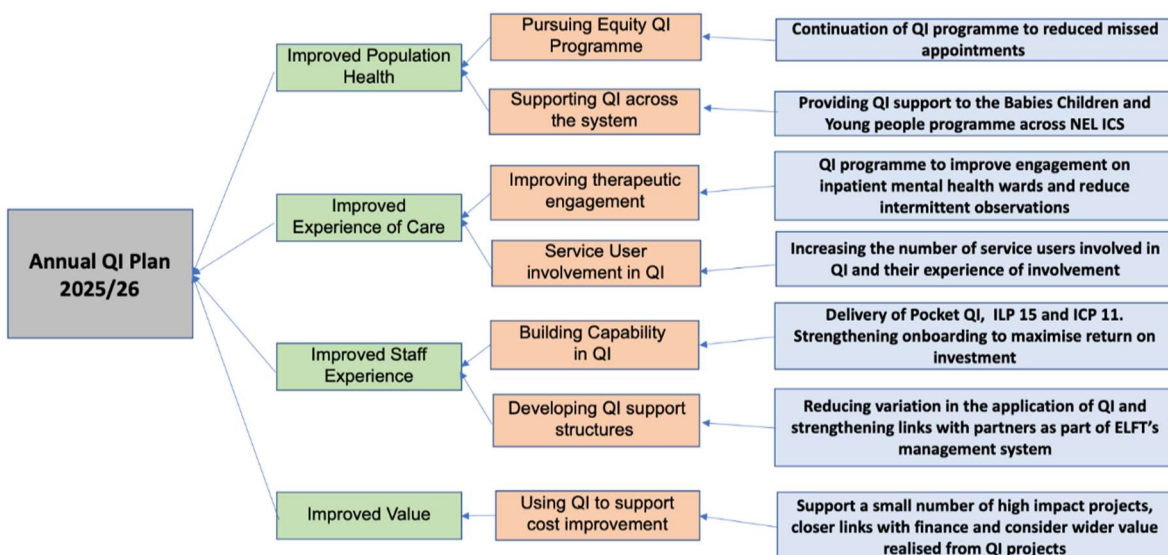 Annual QI Plan
2025/26
Improved Population
Health
Pursuing Equity QI
Programme
Continuation of QI programme to reduced missed
appointments
Supporting QI across
the system
Providing QI support to the Babies Children and
Young people programme across NEL ICS
Improved
Experience of Care
Improving therapeutic
engagement
QI programme to improve engagement on
inpatient mental health wards and reduce
intermittent observations
Service User
involvement in QI
Increasing the number of service users involved in
QI and their experience of involvement
Improved Staff
Experience
Building Capability
in QI
Delivery of Pocket QI, ILP 15 and ICP 11.
Strengthening onboarding to maximise return on
investment
Developing QI support
structures
Reducing variation in the application of QI and
strengthening links with partners as part of ELFT's
management system
Improved Value
Using QI to support
cost improvement
Support a small number of high impact projects,
closer links with finance and consider wider value
realised from QI projects